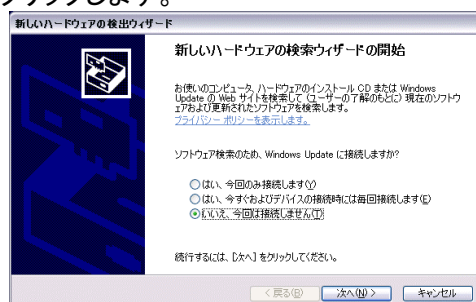 クリックします。
新しいハードウェアの検出ウィザード
新しいハードウェアの検索ウィザードの開始
お使いのコンピュータ、ハードウェアのインストール CD または Windows
Update の Web サイトを検索して (ユーザーの了解のもとに) 現在のソフトウ
ェアおよび更新されたソフトウェアを検索します。
プライバシー ポリシーを表示します。
ソフトウェア検索のため、Windows Update に接続しますか?
はい、今回のみ接続します(Y)
はい、今すぐおよびデバイスの接続時には毎回接続します(E)
いいえ、今回は接続しません(T)
続行するには、[次へ] をクリックしてください。
< 戻る(B) 次へ(N) > キャンセル